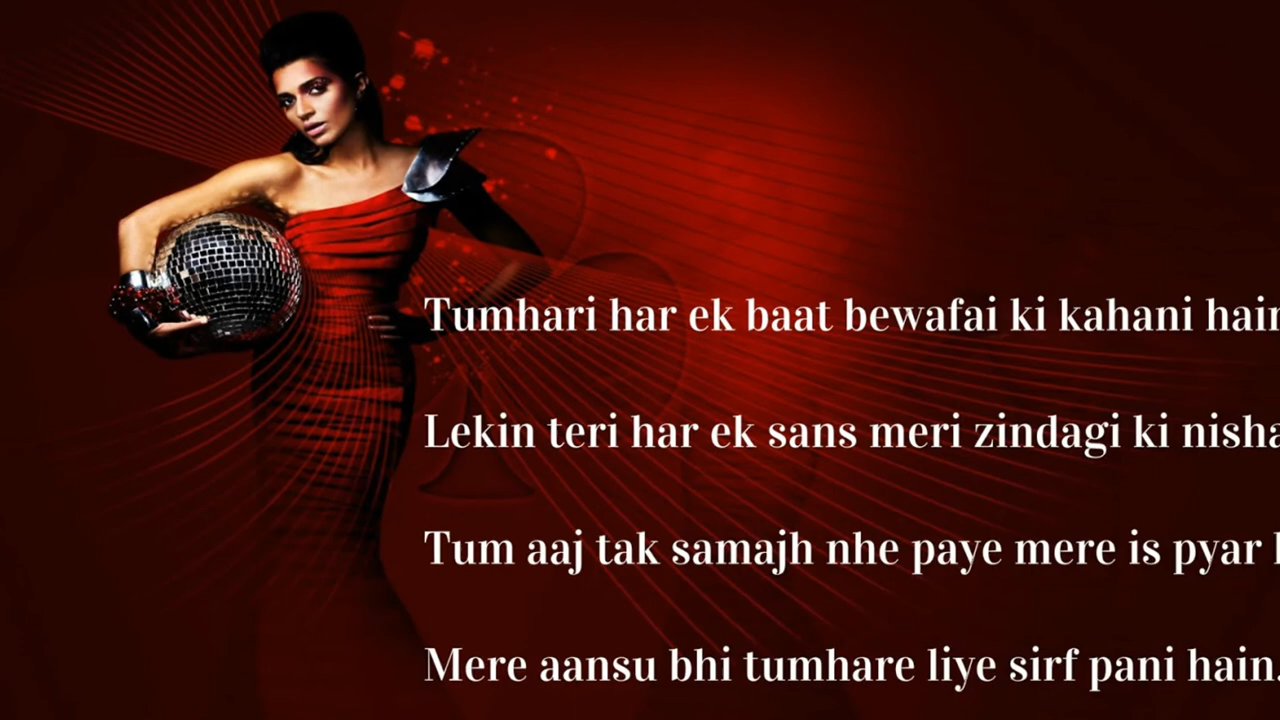 Tumhari har ek baat bewafai ki kahani hain
Lekin teri har ek sans meri zindagi ki
Tum aaj tak samajh nhe paye mere is pyar
Mere aansu bhi tumhare liye sirf pani hain.